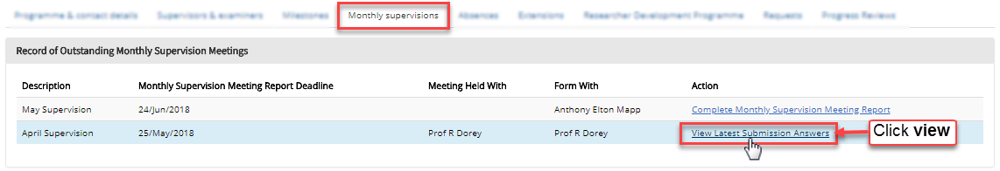 Programme & contact details Supervisors & examiners Milestones Monthly supervisions Absences Extensions Researcher Development Programme Requests Progress Reviews
Record of Outstanding Monthly Supervision Meetings
Description Monthly Supervision Meeting Report Deadline Meeting Held With Form With Action
May Supervision 24/Jun/2018 Anthony Elton Mapp Complete Monthly Supervision Meeting Report
April Supervision 25/May/2018 Prof R Dorey Prof R Dorey View Latest Submission Answers Click view